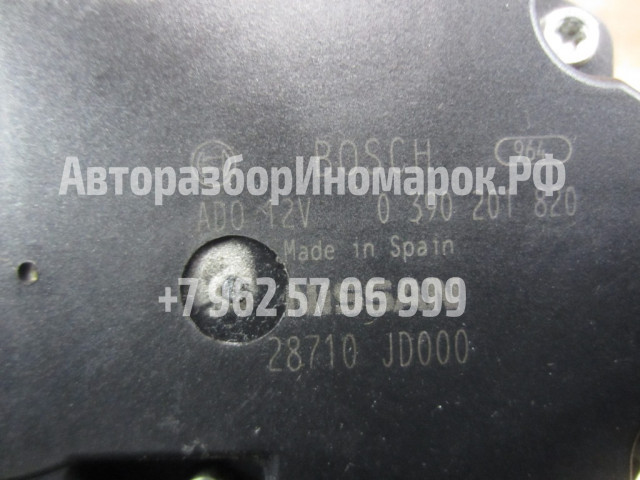 BOSCH 964
АвторазборИномарок.РФ
ADO 12V 0 390 201 820
Made in Spain
+7 962 57 06 999
28710 JD000